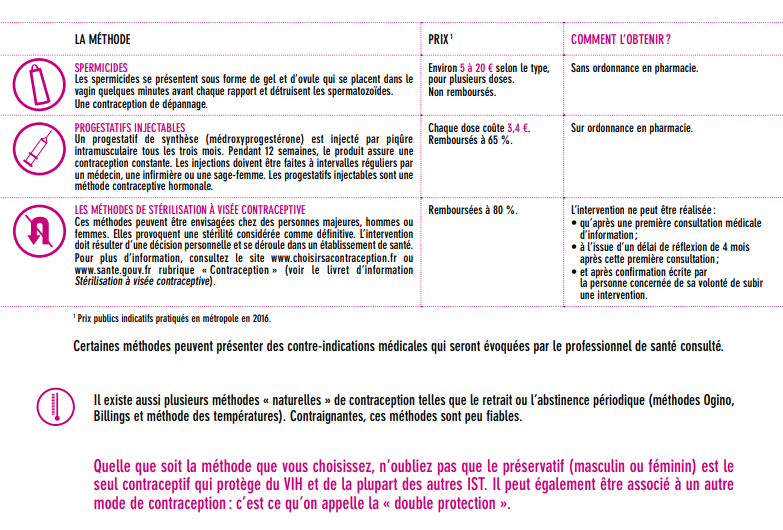 LA MÉTHODE
PRIX 1
COMMENT L'OBTENIR ?
SPERMICIDES
Les spermicides se présentent sous forme de gel et d'ovule qui se placent dans le
vagin quelques minutes avant chaque rapport et détruisent les spermatozoïdes.
Une contraception de dépannage.
Environ 5 à 20 € selon le type,
pour plusieurs doses.
Non remboursés.
Sans ordonnance en pharmacie.
PROGESTATIFS INJECTABLES
Un progestatif de synthèse (médroxyprogestérone) est injecté par piqûre
intramusculaire tous les trois mois. Pendant 12 semaines, le produit assure une
contraception constante. Les injections doivent être faites à intervalles réguliers par
un médecin, une infirmière ou une sage-femme. Les progestatifs injectables sont une
méthode contraceptive hormonale.
Chaque dose coûte 3,4 €.
Remboursés à 65 %.
Sur ordonnance en pharmacie.
LES MÉTHODES DE STÉRILISATION À VISÉE CONTRACEPTIVE
Ces méthodes peuvent être envisagées chez des personnes majeures, hommes ou
femmes. Elles provoquent une stérilité considérée comme définitive. L'intervention
doit résulter d'une décision personnelle et se déroule dans un établissement de santé.
Pour plus d'information, consultez le site www.choisirsacontraception.fr ou
www.sante.gouv.fr rubrique « Contraception » (voir le livret d'information
Stérilisation à visée contraceptive).
Remboursées à 80 %.
L'intervention ne peut être réalisée :
• qu'après une première consultation médicale
d'information ;
• à l'issue d'un délai de réflexion de 4 mois
après cette première consultation ;
• et après confirmation écrite par
la personne concernée de sa volonté de subir
une intervention.
1 Prix publics indicatifs pratiqués en métropole en 2016.
Certaines méthodes peuvent présenter des contre-indications médicales qui seront évoquées par le professionnel de santé consulté.
Il existe aussi plusieurs méthodes « naturelles » de contraception telles que le retrait ou l'abstinence périodique (méthodes Ogino,
Billings et méthode des températures). Contraignantes, ces méthodes sont peu fiables.
Quelle que soit la méthode que vous choisissez, n'oubliez pas que le préservatif (masculin ou féminin) est le
seul contraceptif qui protège du VIH et de la plupart des autres IST. Il peut également être associé à un autre
mode de contraception : c'est ce qu'on appelle la « double protection ».